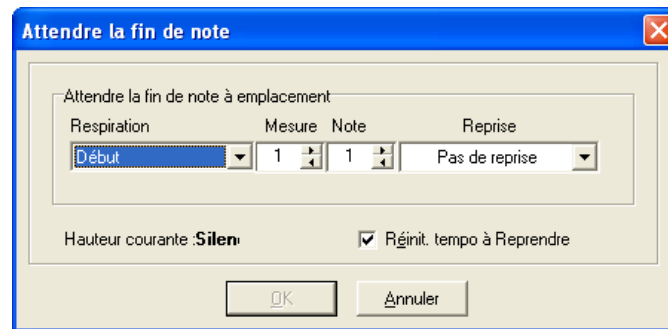 Attendre la fin de note
Attendre la fin de note à emplacement
Respiration Mesure Note Reprise
Début 1 1 Pas de reprise
Hauteur courante :Silen Réinit. tempo à Reprendre
OK Annuler